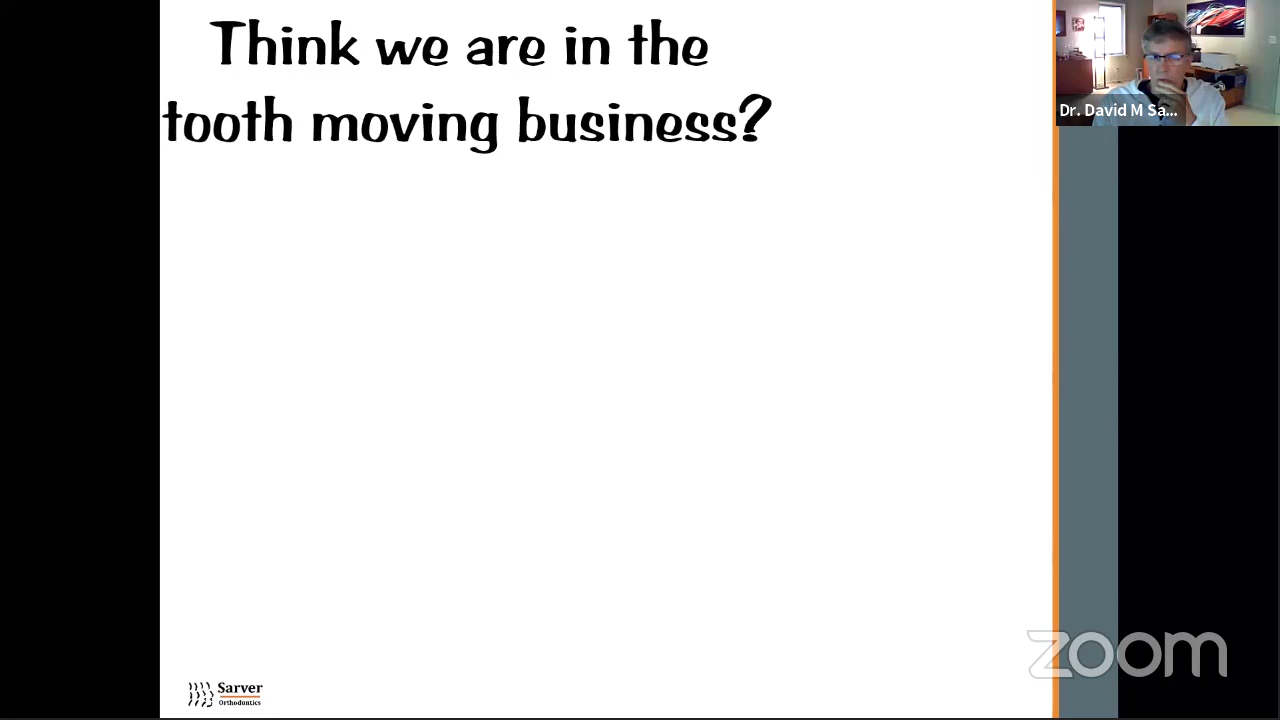 Think we are in the
tooth moving business?
Dr. David M Sa...
Sarver
Orthodontics
zoom